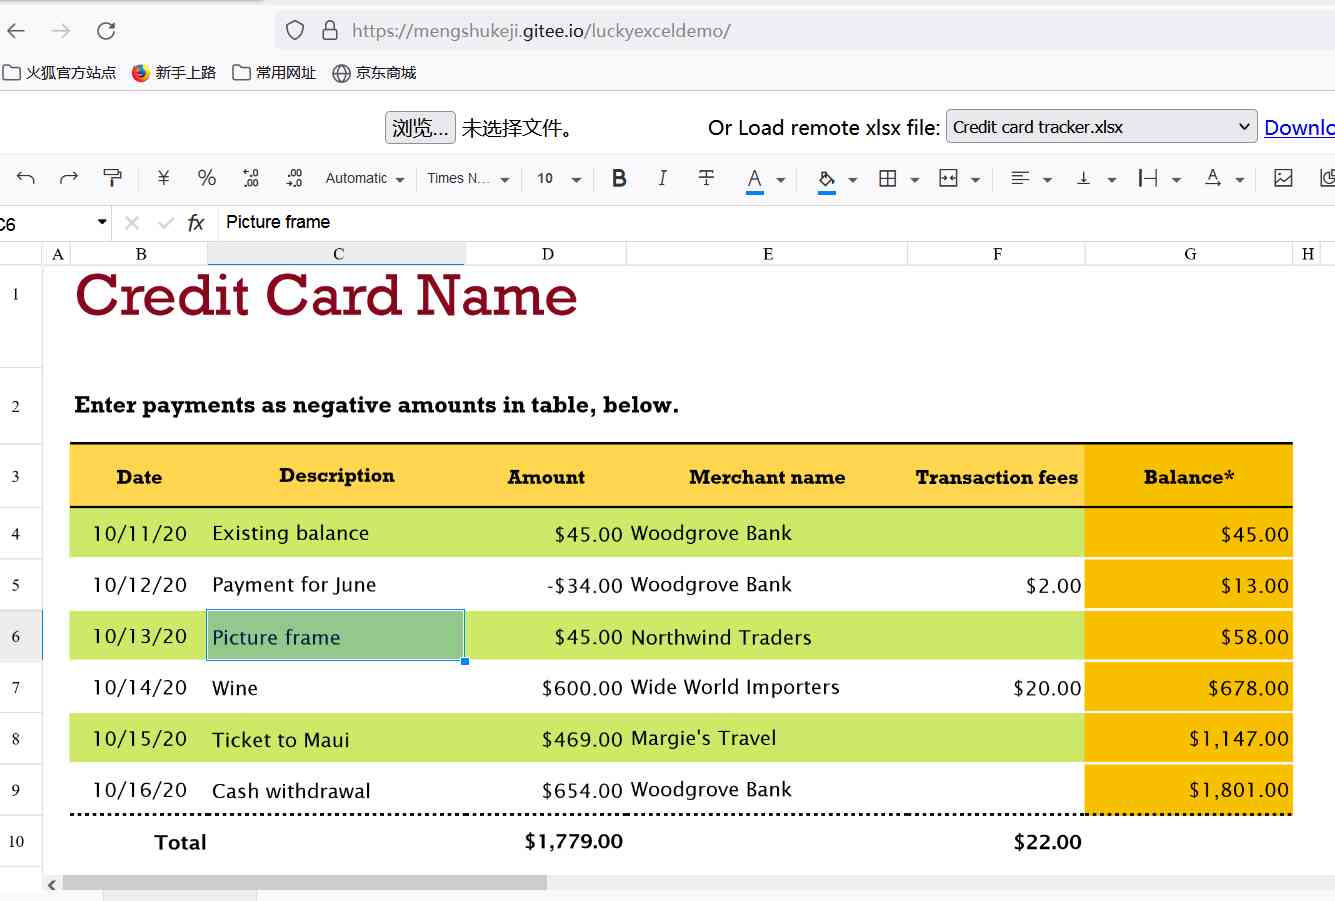 https://mengshukeji.gitee.io/luckyexceldemo/
火狐官方站点 新手上路 常用网址 京东商城
浏览... 未选择文件。 Or Load remote xlsx file: Credit card tracker.xlsx Downlo
¥ % .0 .00 .00 .0 Automatic Times N... 10 B I T A A
C6 fx Picture frame
A B C D E F G H
1 Credit Card Name
2 Enter payments as negative amounts in table, below.
3 Date Description Amount Merchant name Transaction fees Balance*
4 10/11/20 Existing balance $45.00 Woodgrove Bank $45.00
5 10/12/20 Payment for June -$34.00 Woodgrove Bank $2.00 $13.00
6 10/13/20 Picture frame $45.00 Northwind Traders $58.00
7 10/14/20 Wine $600.00 Wide World Importers $20.00 $678.00
8 10/15/20 Ticket to Maui $469.00 Margie's Travel $1,147.00
9 10/16/20 Cash withdrawal $654.00 Woodgrove Bank $1,801.00
10 Total $1,779.00 $22.00